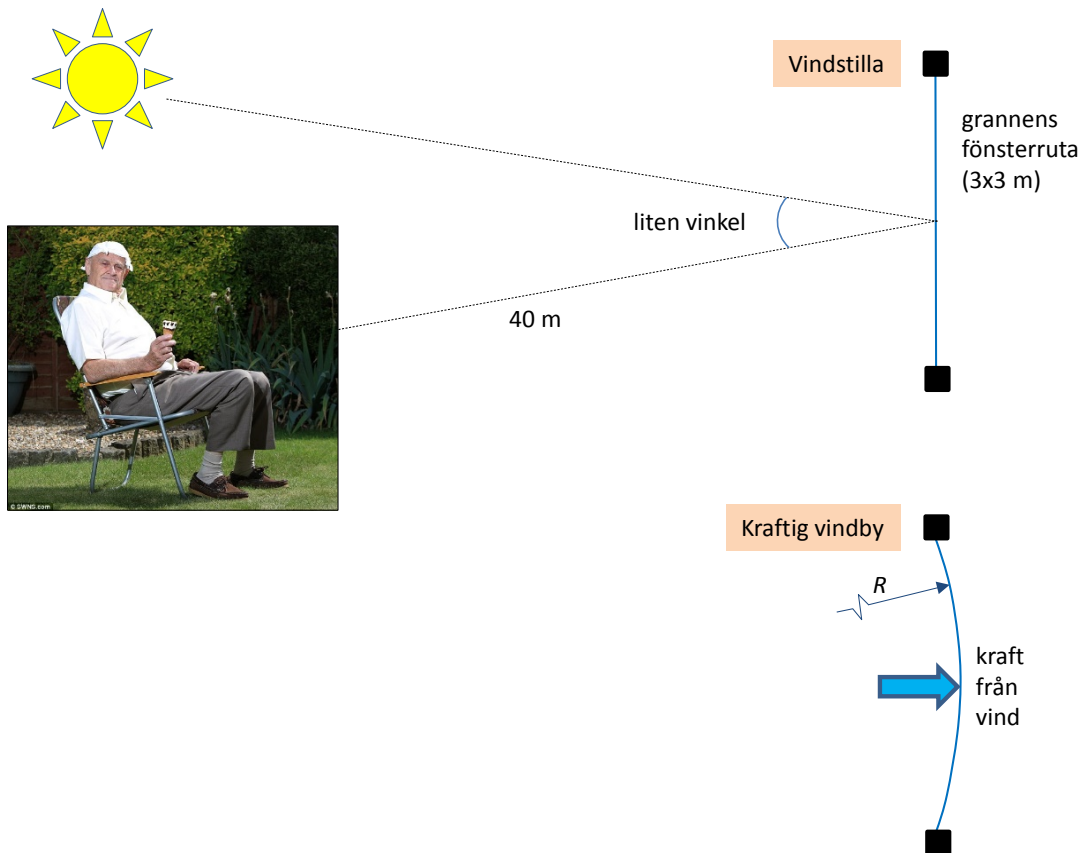 Vindstilla
grannens
fönsterruta
(3x3 m)
liten vinkel
40 m
© SWNS.com
Kraftig vindby
R
kraft
från
vind